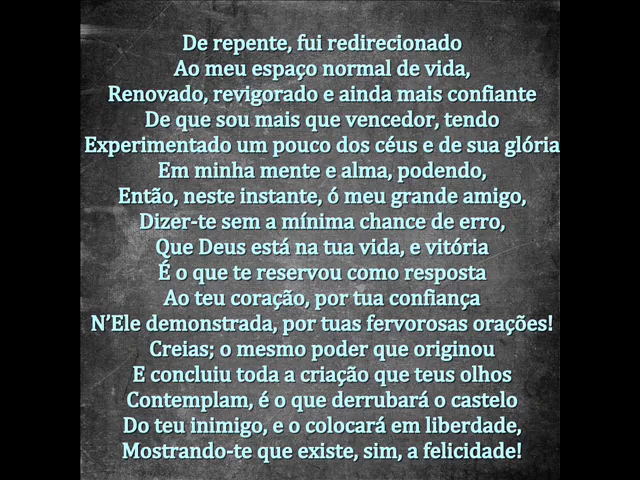 De repente, fui redirecionado
Ao meu espaço normal de vida,
Renovado, revigorado e ainda mais confiante
De que sou mais que vencedor, tendo
Experimentado um pouco dos céus e de sua glória
Em minha mente e alma, podendo,
Então, neste instante, ó meu grande amigo,
Dizer-te sem a mínima chance de erro,
Que Deus está na tua vida, e vitória
É o que te reservou como resposta
Ao teu coração, por tua confiança
N’Ele demonstrada, por tuas fervorosas orações!
Creias; o mesmo poder que originou
E concluiu toda a criação que teus olhos
Contemplam, é o que derrubará o castelo
Do teu inimigo, e o colocará em liberdade,
Mostrando-te que existe, sim, a felicidade!